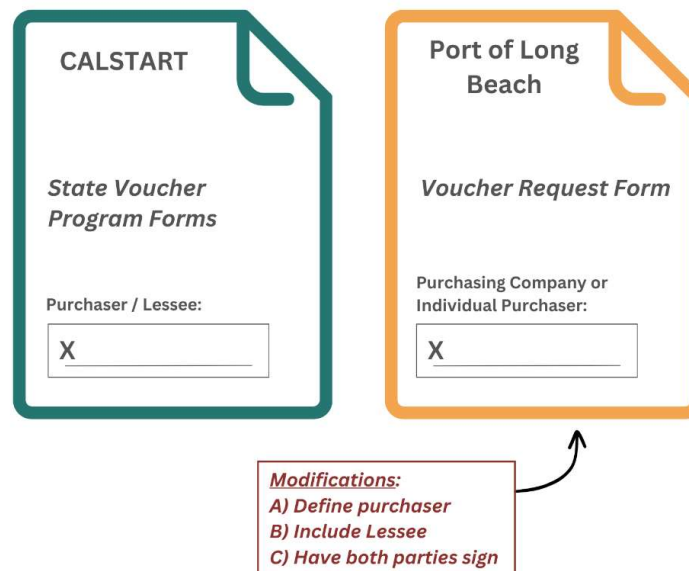 CALSTART
State Voucher
Program Forms
Purchaser / Lessee:
X
Port of Long
Beach
Voucher Request Form
Purchasing Company or
Individual Purchaser:
X
Modifications:
A) Define purchaser
B) Include Lessee
C) Have both parties sign